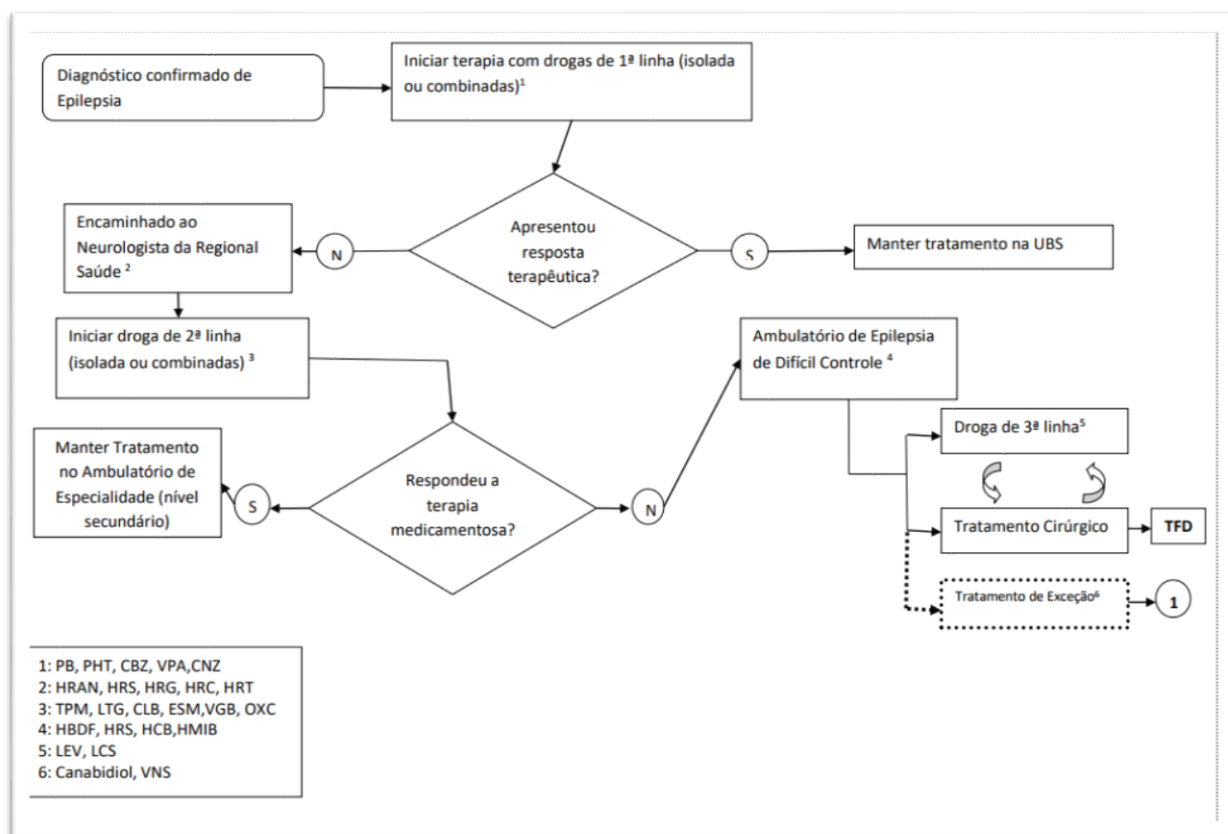 Diagnóstico confirmado de
Epilepsia
Iniciar terapia com drogas de 1ª linha (isolada
ou combinadas)¹
Apresentou
resposta
terapêutica?
N
S
Encaminhado ao
Neurologista da Regional
Saúde ²
Manter tratamento na UBS
Iniciar droga de 2ª linha
(isolada ou combinadas) ³
Ambulatório de Epilepsia
de Difícil Controle ⁴
Manter Tratamento
no Ambulatório de
Especialidade (nível
secundário)
S
Respondeu a
terapia
medicamentosa?
N
Droga de 3ª linha⁵
Tratamento Cirúrgico
TFD
Tratamento de Exceção⁶
1
1: PB, PHT, CBZ, VPA,CNZ
2: HRAN, HRS, HRG, HRC, HRT
3: TPM, LTG, CLB, ESM,VGB, OXC
4: HBDF, HRS, HCB,HMIB
5: LEV, LCS
6: Canabidiol, VNS